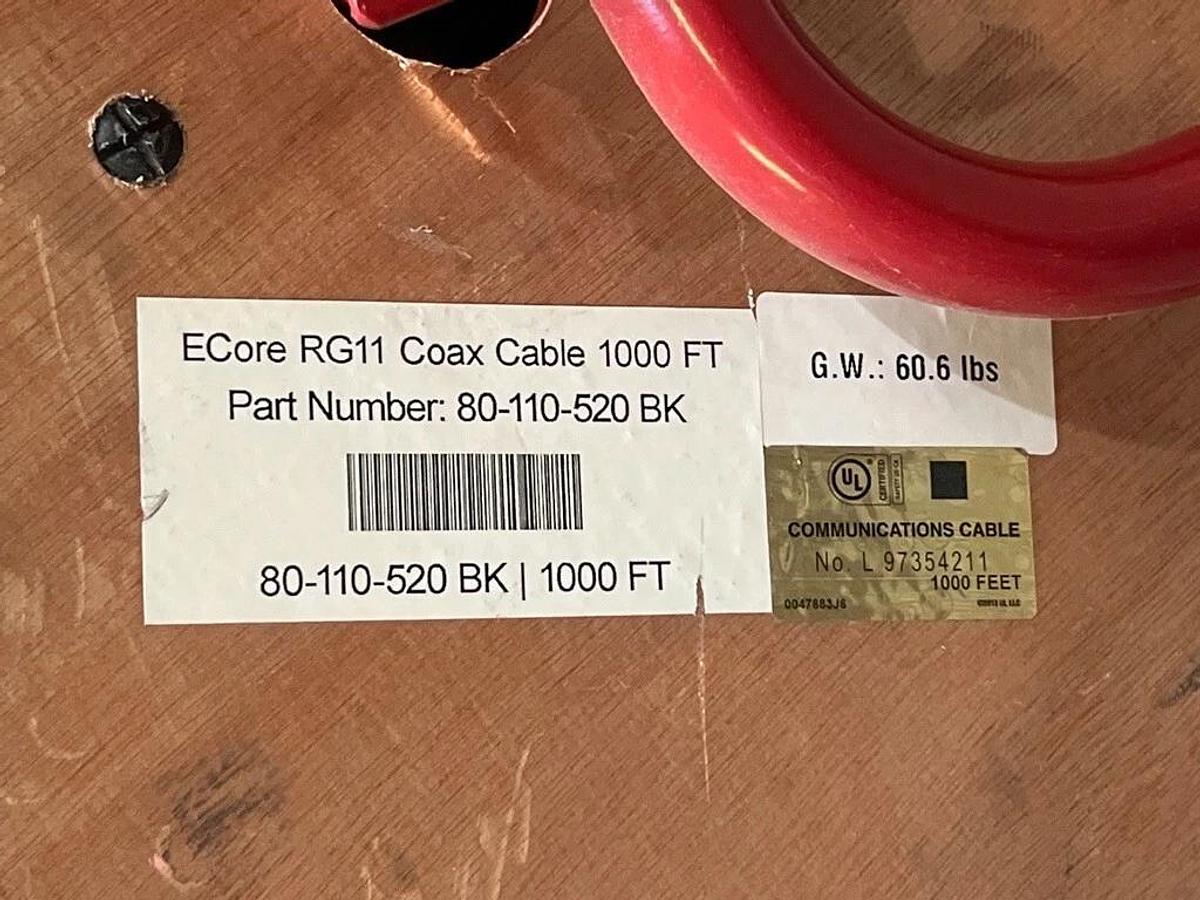 ECore RG11 Coax Cable 1000 FT
Part Number: 80-110-520 BK
80-110-520 BK | 1000 FT
G.W.: 60.6 lbs
UL
CERTIFIED
COMMUNICATIONS CABLE
No. L 97354211
1000 FEET